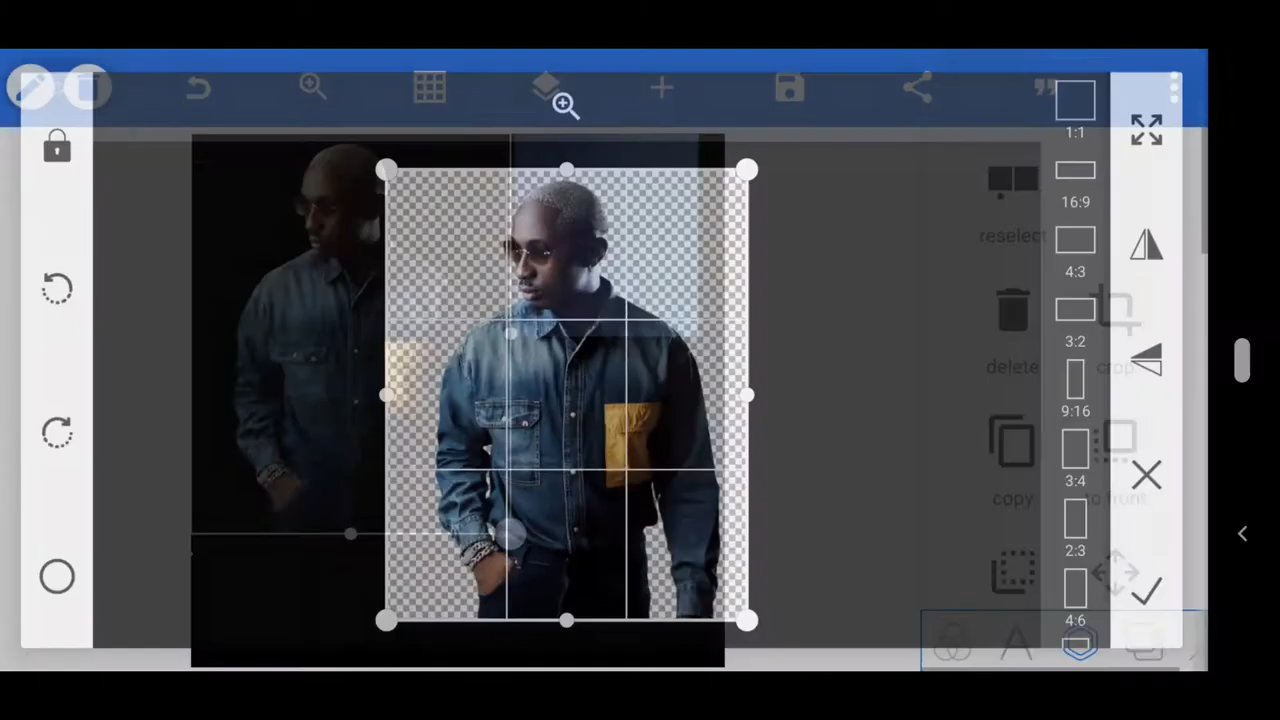 1:1
16:9
reselect
4:3
3:2
delete
crop
9:16
3:4
copy
to front
2:3
4:6